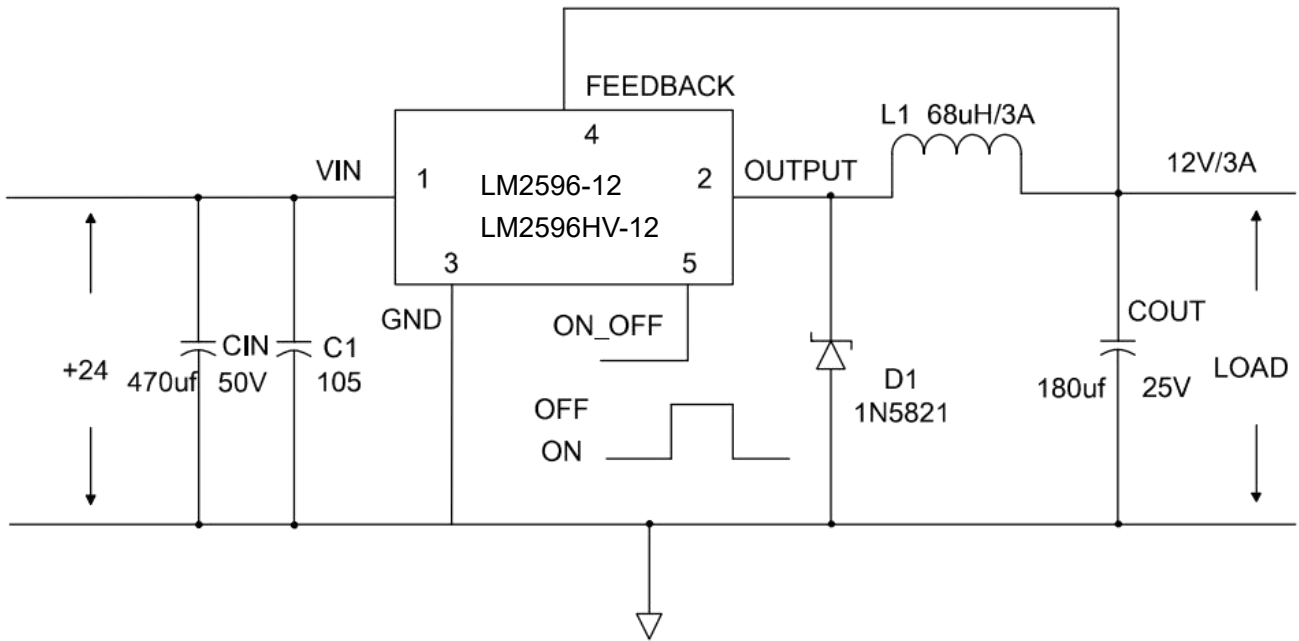 FEEDBACK
L1 68uH/3A
4
VIN
1
LM2596-12
2
OUTPUT
12V/3A
LM2596HV-12
3
5
GND
ON_OFF
COUT
+24
CIN
C1
470uf
50V
105
D1
1N5821
180uf
25V
LOAD
OFF
ON